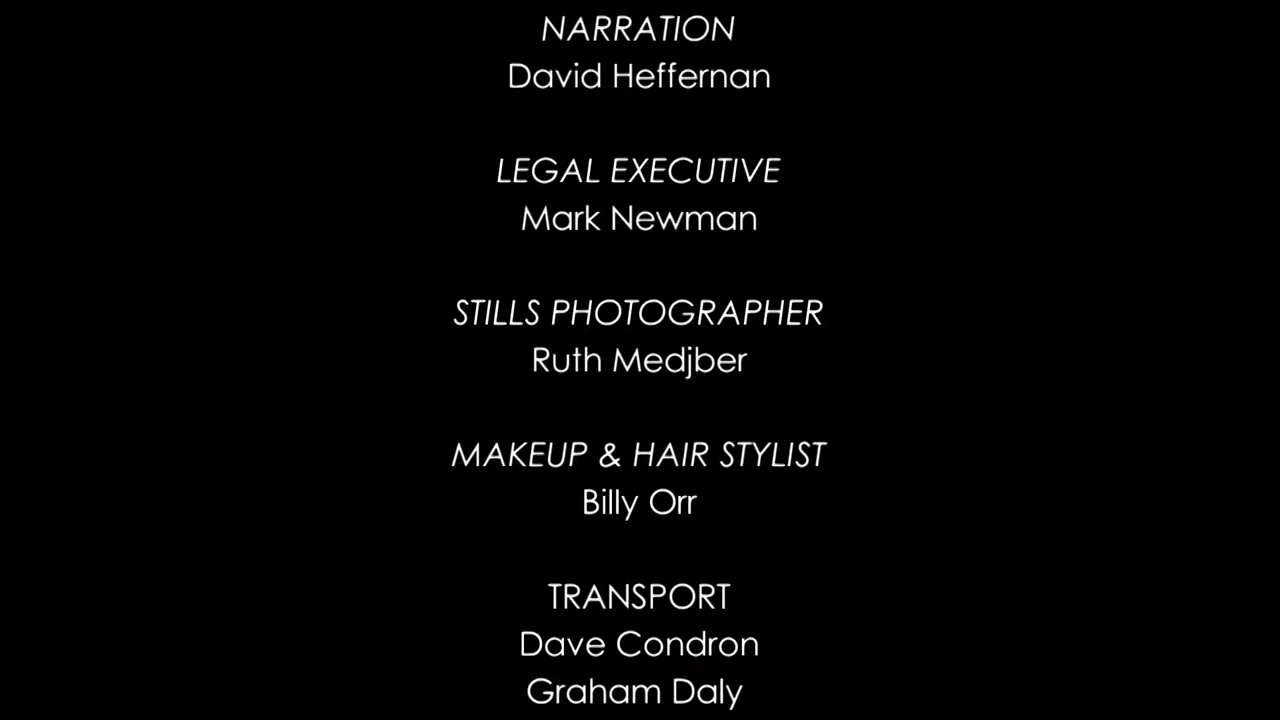 NARRATION
David Heffernan
LEGAL EXECUTIVE
Mark Newman
STILLS PHOTOGRAPHER
Ruth Medjber
MAKEUP & HAIR STYLIST
Billy Orr
TRANSPORT
Dave Condron
Graham Daly